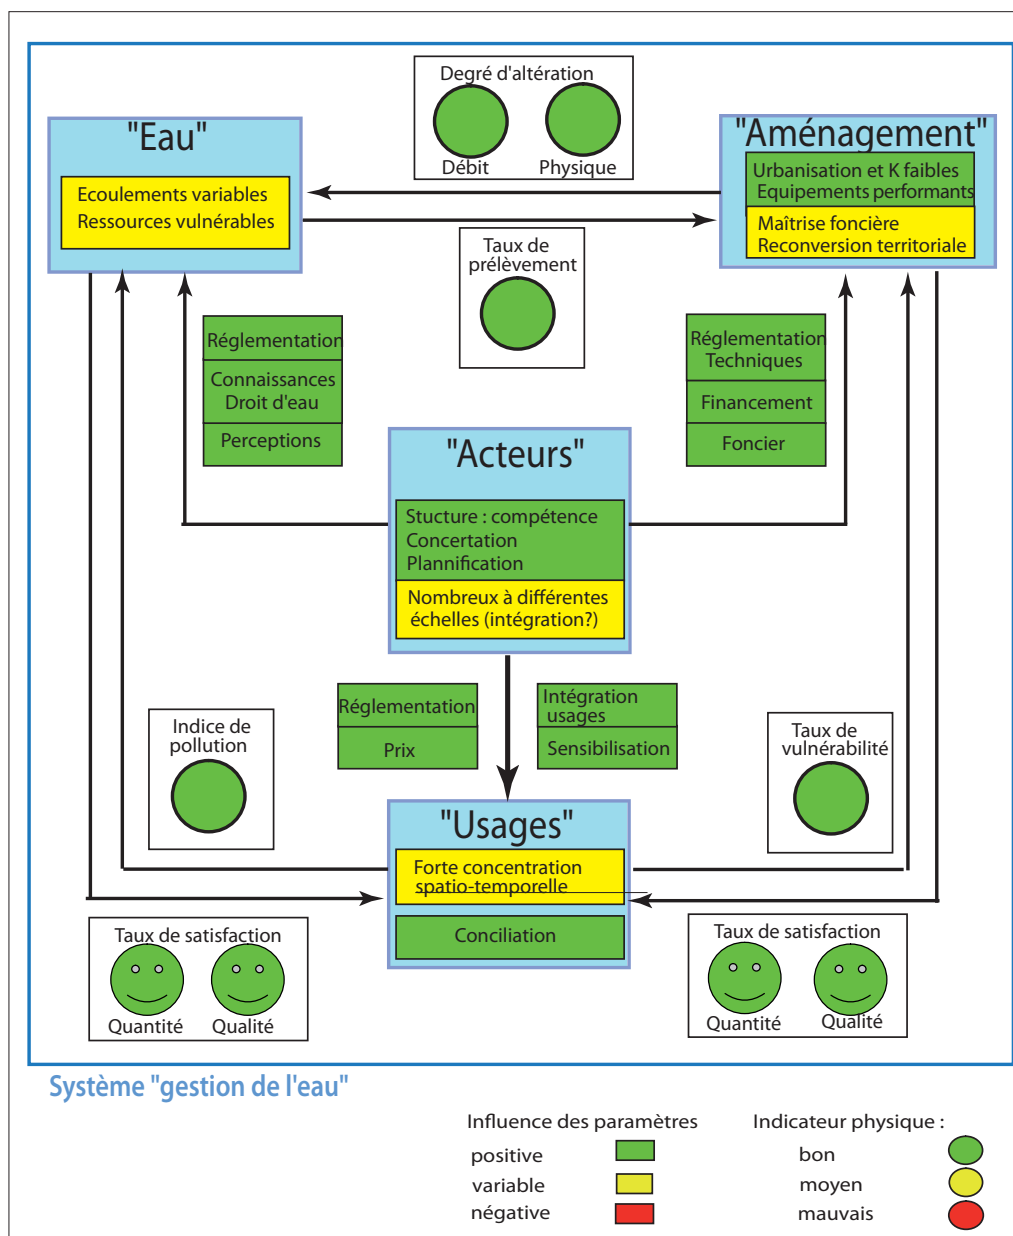 Degré d'altération
Débit
Physique
"Eau"
Ecoulements variables
Ressources vulnérables
"Aménagement"
Urbanisation et K faibles
Equipements performants
Maîtrise foncière
Reconversion territoriale
Taux de
prélèvement
Réglementation
Connaissances
Droit d'eau
Perceptions
Réglementation
Techniques
Financement
Foncier
"Acteurs"
Stucture : compétence
Concertation
Plannification
Nombreux à différentes
échelles (intégration?)
Réglementation
Prix
Intégration
usages
Sensibilisation
Indice de
pollution
Taux de
vulnérabilité
"Usages"
Forte concentration
spatio-temporelle
Conciliation
Taux de satisfaction
Quantité
Qualité
Taux de satisfaction
Quantité
Qualité
Système "gestion de l'eau"
Influence des paramètres
positive
variable
négative
Indicateur physique :
bon
moyen
mauvais